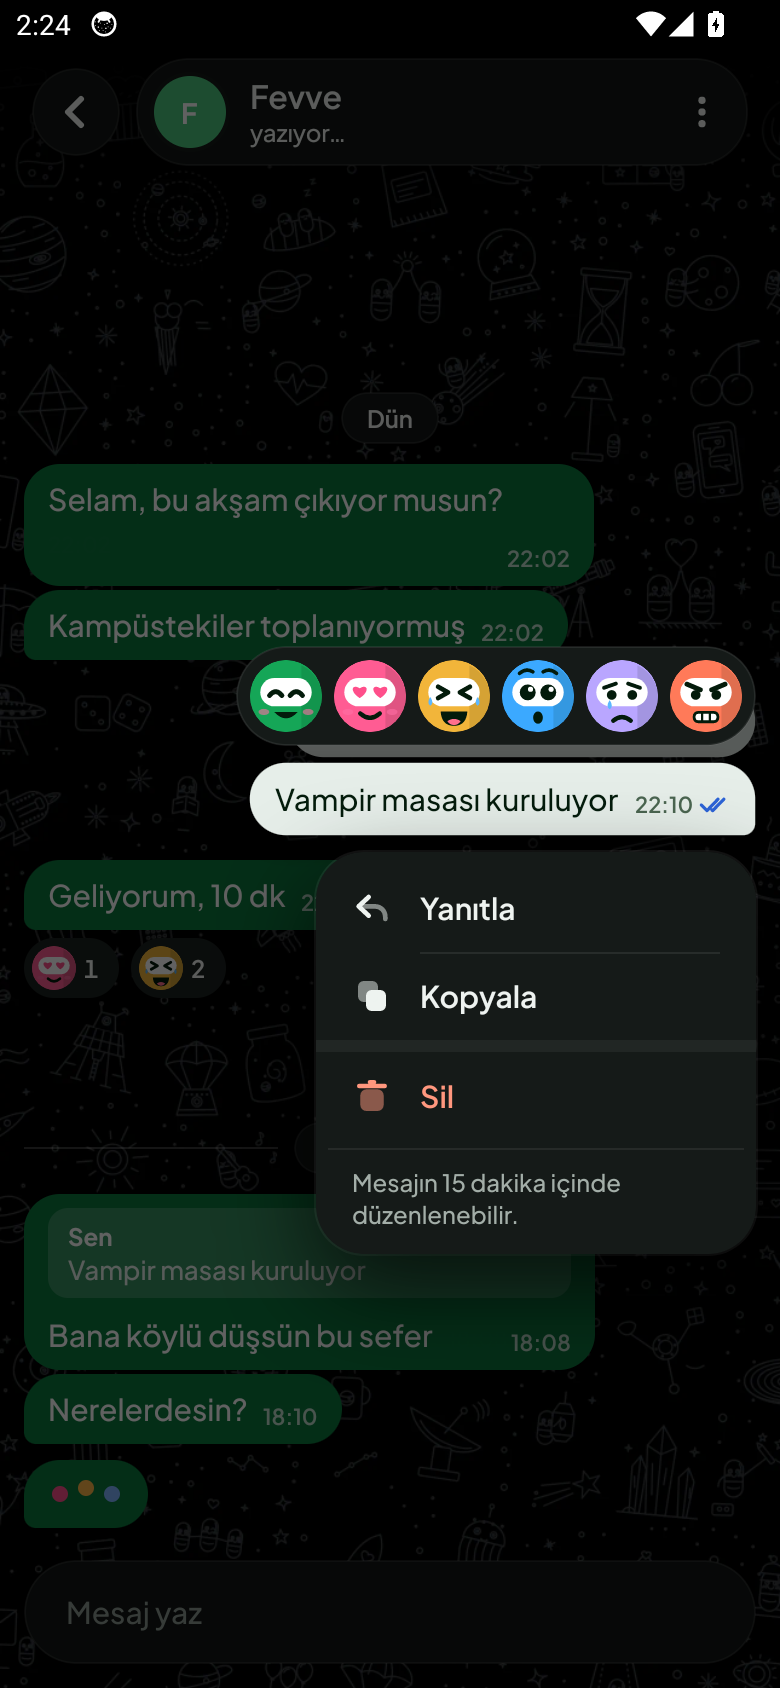 2:24
F
Fevve
yazıyor...
Dün
Selam, bu akşam çıkıyor musun?
22:02
Kampüstekiler toplanıyormuş 22:02
Vampir masası kuruluyor 22:10
Geliyorum, 10 dk
1
2
Yanıtla
Kopyala
Sil
Mesajın 15 dakika içinde
düzenlenebilir.
Sen
Vampir masası kuruluyor
Bana köylü düşsün bu sefer 18:08
Nerelerdesin? 18:10
Mesaj yaz